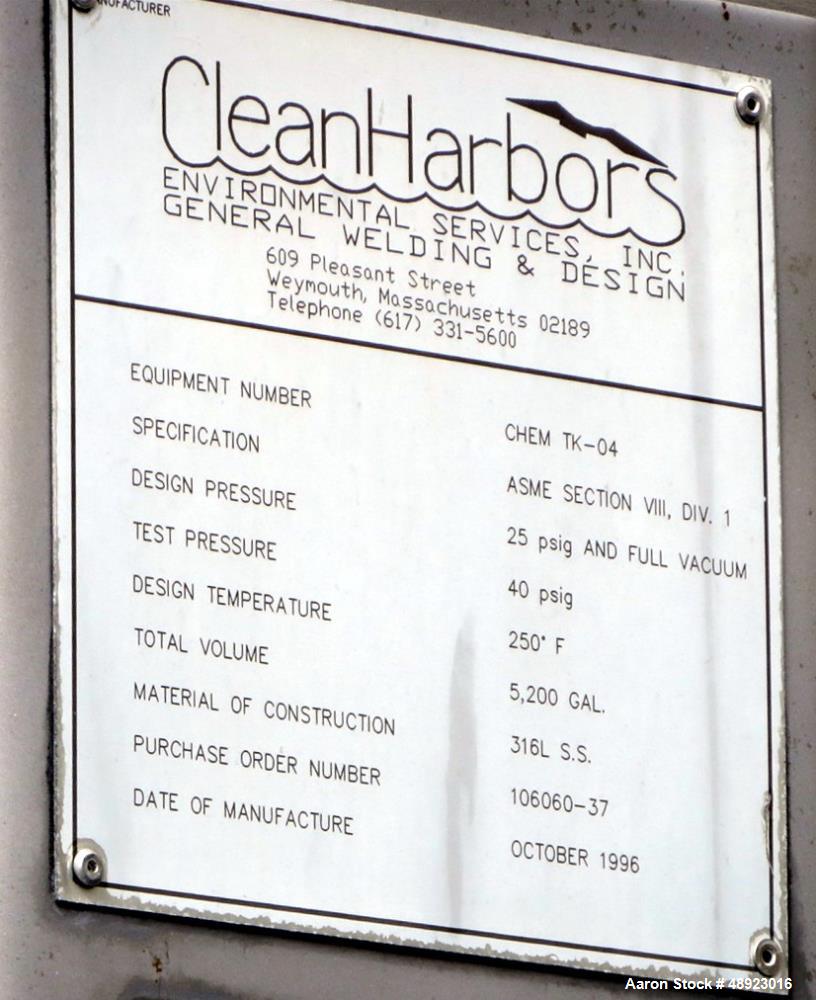 MANUFACTURER
CleanHarbors
ENVIRONMENTAL SERVICES, INC.
GENERAL WELDING & DESIGN
609 Pleasant Street
Weymouth, Massachusetts 02189
Telephone (617) 331-5600
EQUIPMENT NUMBER CHEM TK-04
SPECIFICATION ASME SECTION VIII, DIV. 1
DESIGN PRESSURE 25 psig AND FULL VACUUM
TEST PRESSURE 40 psig
DESIGN TEMPERATURE 250° F
TOTAL VOLUME 5,200 GAL.
MATERIAL OF CONSTRUCTION 316L S.S.
PURCHASE ORDER NUMBER 106060-37
DATE OF MANUFACTURE OCTOBER 1996
Aaron Stock # 48923016